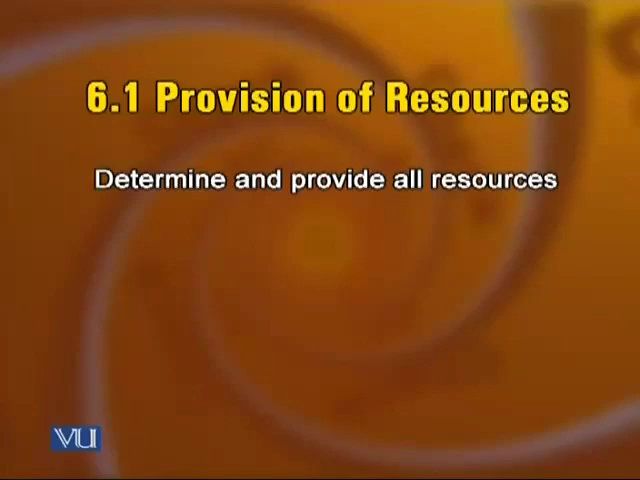 6.1 Provision of Resources
Determine and provide all resources
VU